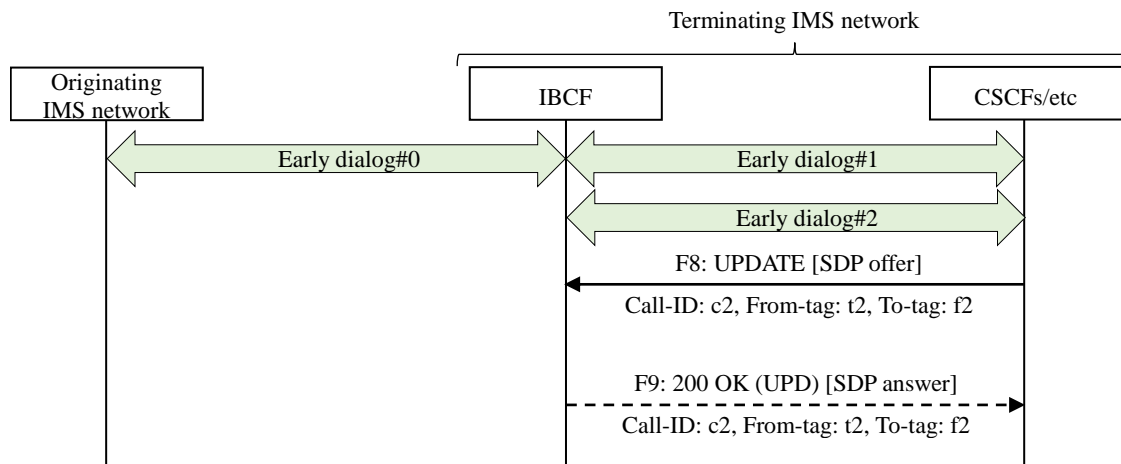 Terminating IMS network
Originating
IMS network
IBCF
CSCFs/etc
Early dialog#0
Early dialog#1
Early dialog#2
F8: UPDATE [SDP offer]
Call-ID: c2, From-tag: t2, To-tag: f2
F9: 200 OK (UPD) [SDP answer]
Call-ID: c2, From-tag: t2, To-tag: f2